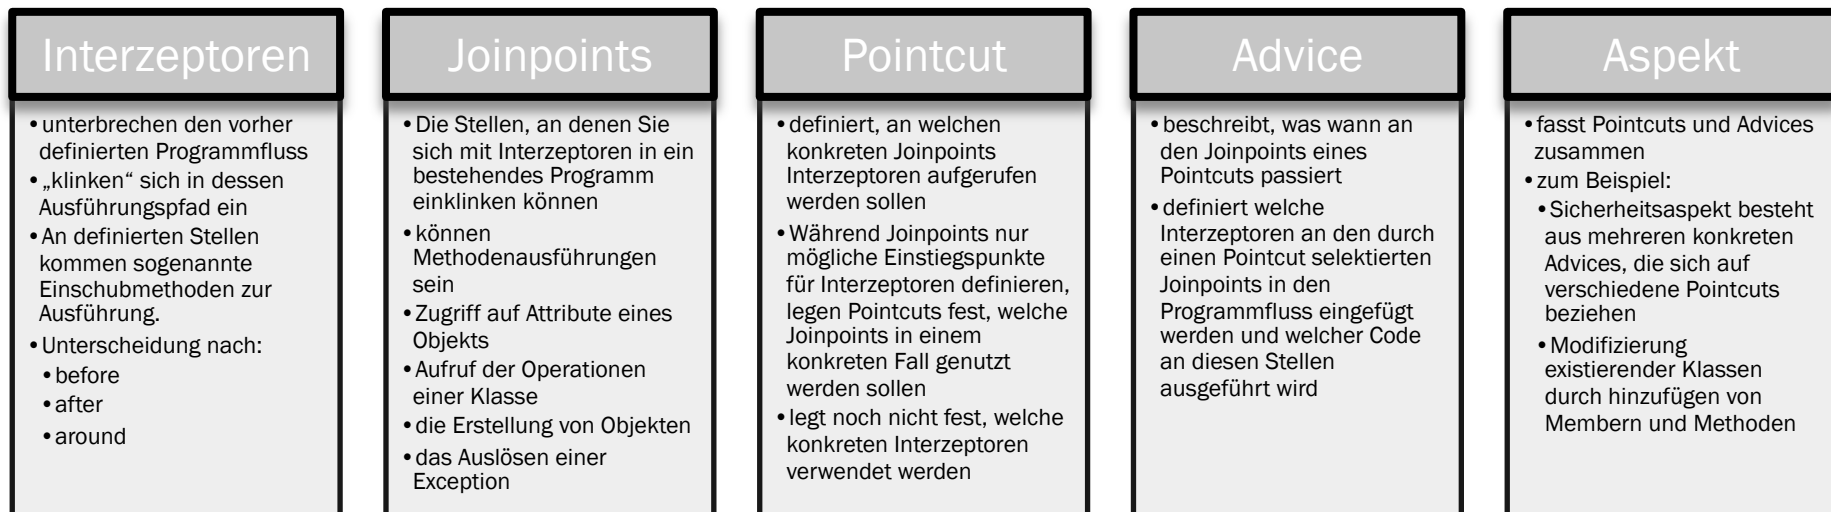 Interzeptoren
• unterbrechen den vorher
definierten Programmfluss
• „klinken“ sich in dessen
Ausführungspfad ein
• An definierten Stellen
kommen sogenannte
Einschubmethoden zur
Ausführung.
• Unterscheidung nach:
• before
• after
• around
Joinpoints
• Die Stellen, an denen Sie
sich mit Interzeptoren in ein
bestehendes Programm
einklinken können
• können
Methodenausführungen
sein
• Zugriff auf Attribute eines
Objekts
• Aufruf der Operationen
einer Klasse
• die Erstellung von Objekten
• das Auslösen einer
Exception
Pointcut
• definiert, an welchen
konkreten Joinpoints
Interzeptoren aufgerufen
werden sollen
• Während Joinpoints nur
mögliche Einstiegspunkte
für Interzeptoren definieren,
legen Pointcuts fest, welche
Joinpoints in einem
konkreten Fall genutzt
werden sollen
• legt noch nicht fest, welche
konkreten Interzeptoren
verwendet werden
Advice
• beschreibt, was wann an
den Joinpoints eines
Pointcuts passiert
• definiert welche
Interzeptoren an den durch
einen Pointcut selektierten
Joinpoints in den
Programmfluss eingefügt
werden und welcher Code
an diesen Stellen
ausgeführt wird
Aspekt
• fasst Pointcuts und Advices
zusammen
• zum Beispiel:
• Sicherheitsaspekt besteht
aus mehreren konkreten
Advices, die sich auf
verschiedene Pointcuts
beziehen
• Modifizierung
existierender Klassen
durch hinzufügen von
Membern und Methoden